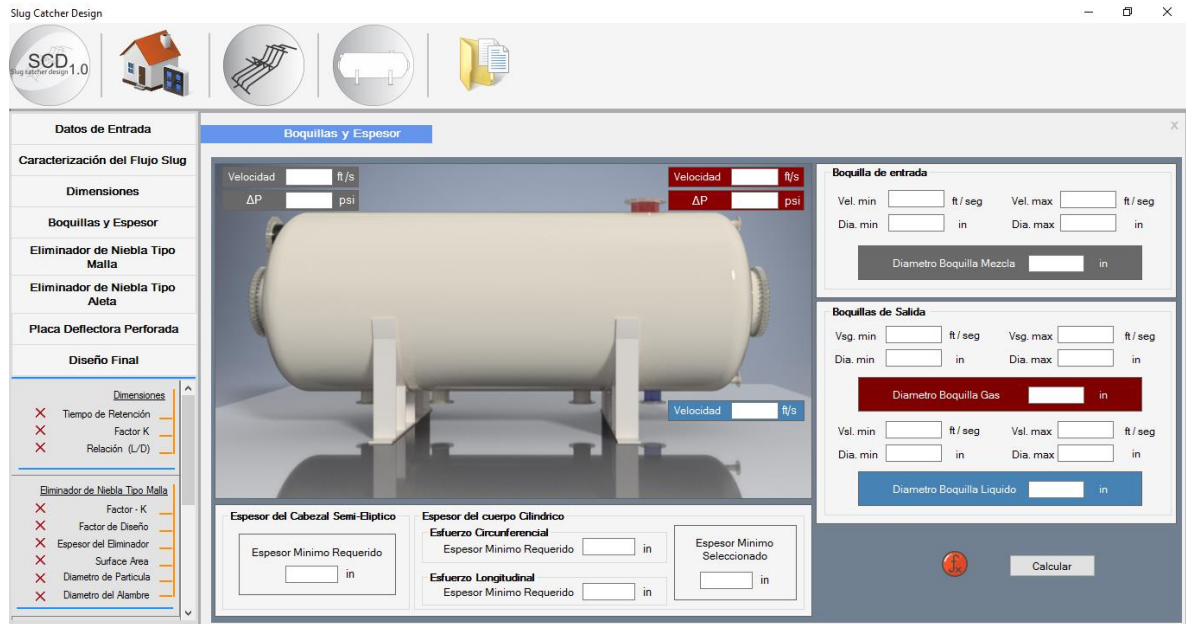 Slug Catcher Design
SCD 1.0
Slug catcher design
Datos de Entrada
Caracterización del Flujo Slug
Dimensiones
Boquillas y Espesor
Eliminador de Niebla Tipo
Malla
Eliminador de Niebla Tipo
Aleta
Placa Deflectora Perforada
Diseño Final
Dimensiones
Tiempo de Retención
Factor K
Relación (L/D)
Eliminador de Niebla Tipo Malla
Factor - K
Factor de Diseño
Espesor del Eliminador
Surface Area
Diametro de Particula
Diametro del Alambre
Boquillas y Espesor
x
Velocidad ft/s
ΔP psi
Velocidad ft/s
ΔP psi
Velocidad ft/s
Boquilla de entrada
Vel. min ft / seg Vel. max ft / seg
Dia. min in Dia. max in
Diametro Boquilla Mezcla in
Boquillas de Salida
Vsg. min ft / seg Vsg. max ft / seg
Dia. min in Dia. max in
Diametro Boquilla Gas in
Vsl. min ft / seg Vsl. max ft / seg
Dia. min in Dia. max in
Diametro Boquilla Liquido in
Espesor del Cabezal Semi-Eliptico
Espesor Minimo Requerido
in
Espesor del cuerpo Cilíndrico
Esfuerzo Circunferencial
Espesor Minimo Requerido in
Esfuerzo Longitudinal
Espesor Minimo Requerido in
Espesor Minimo
Seleccionado
in
fx
Calcular